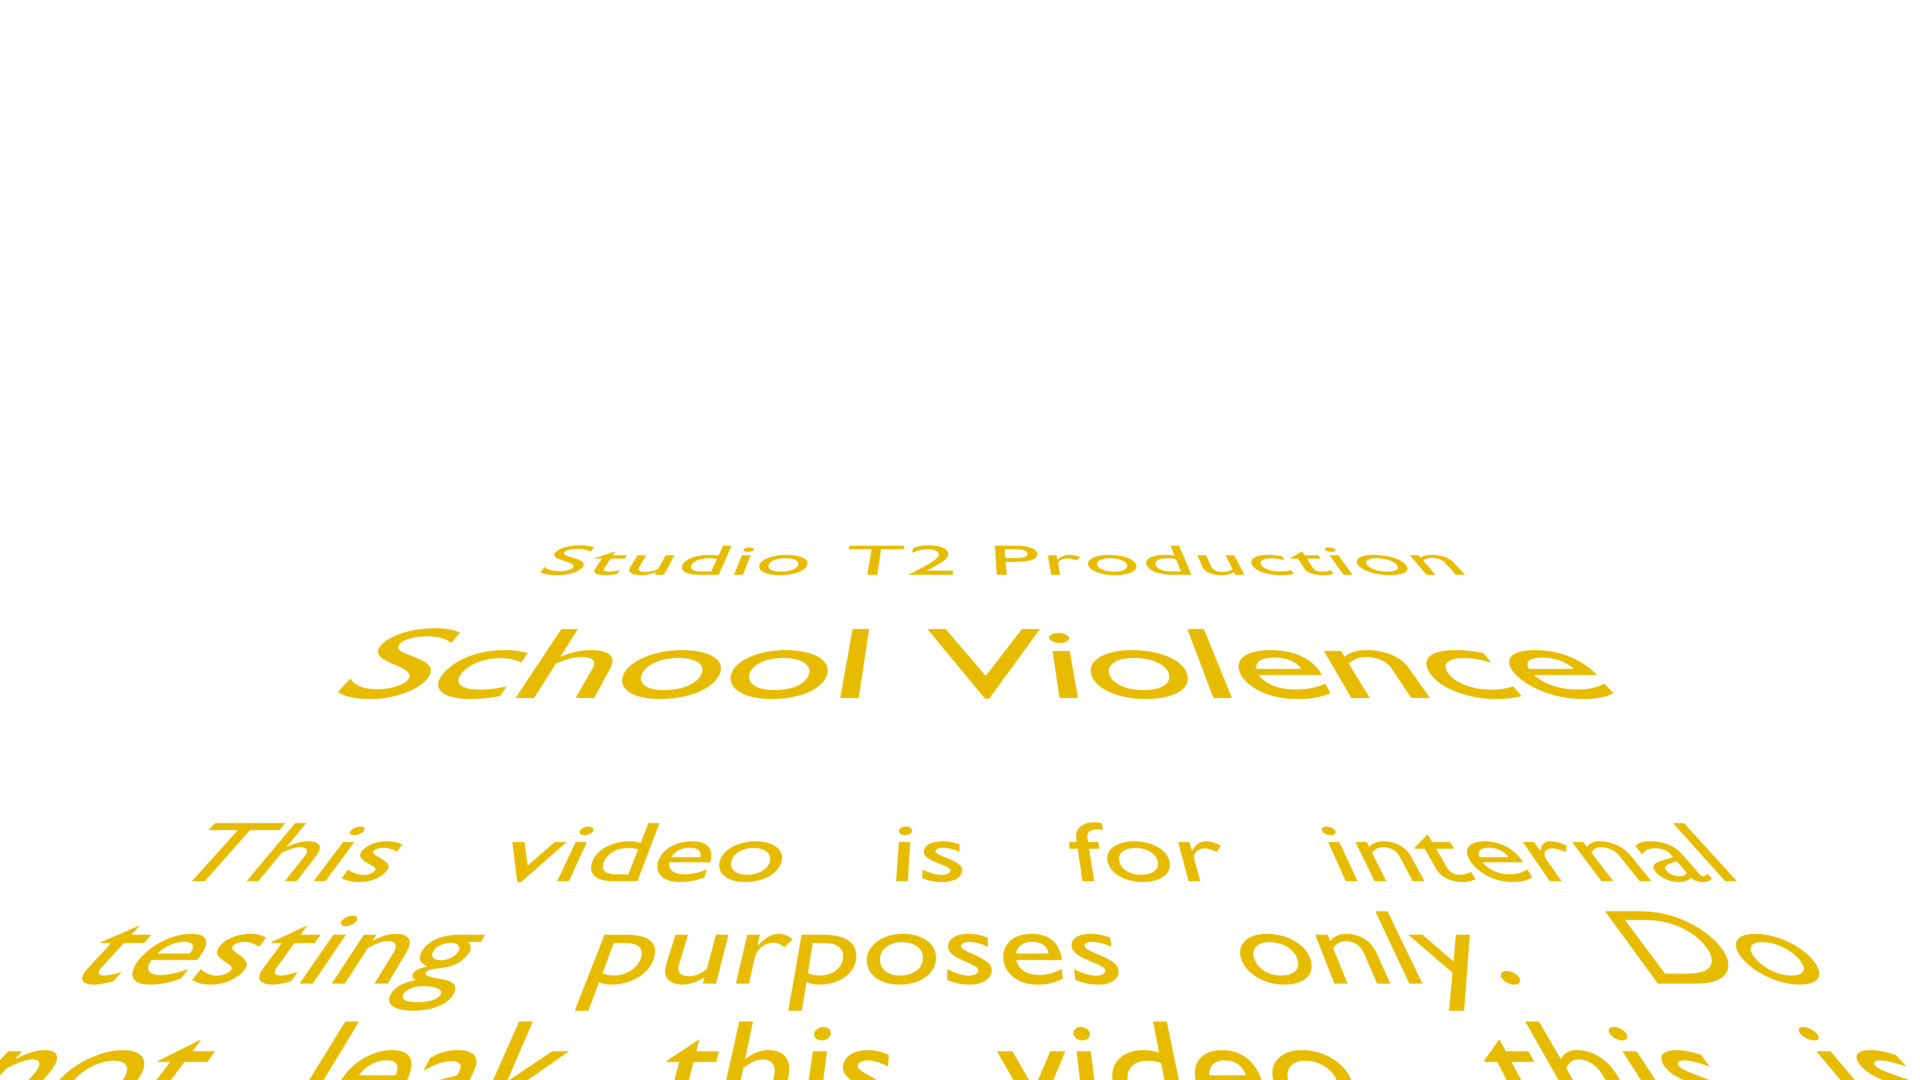 Studio T2 Production
School Violence
This video is for internal
testing purposes only. Do
not leak this video, this is